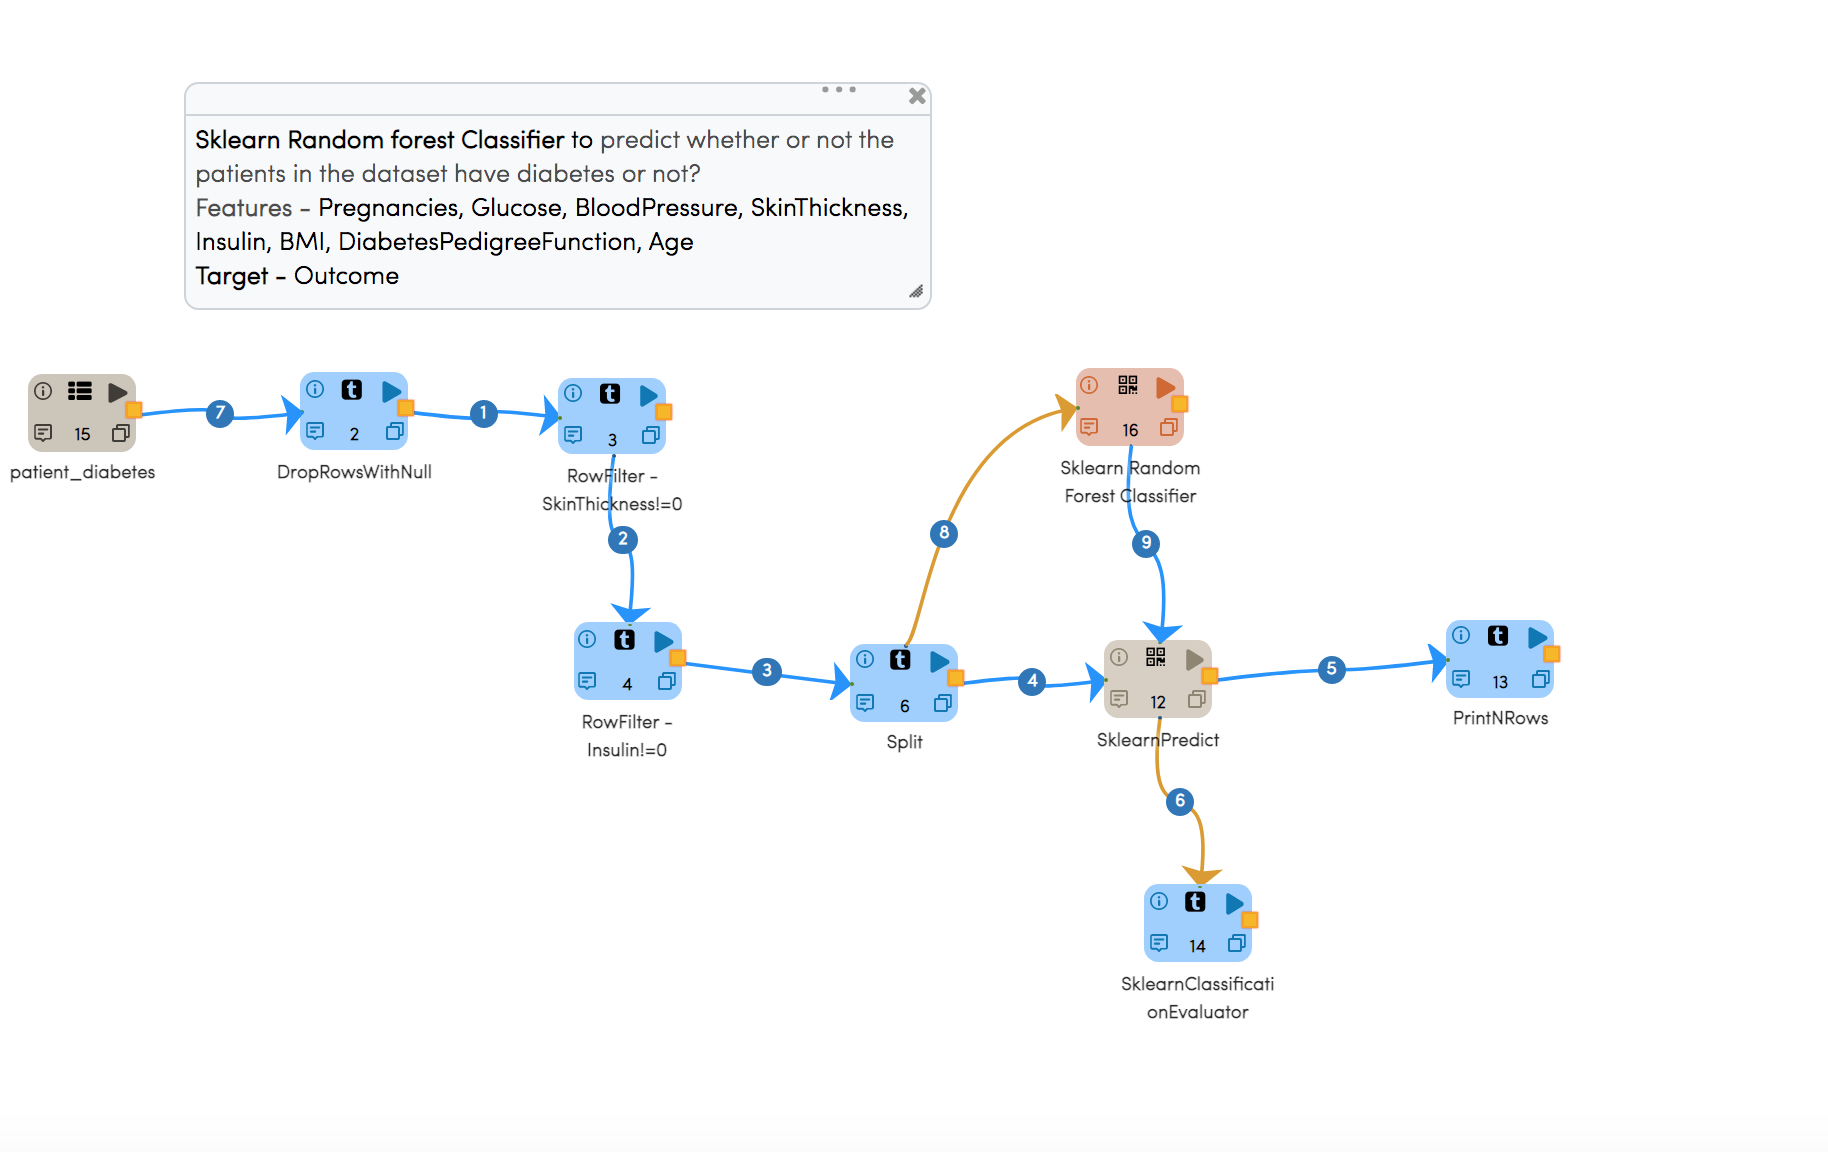 Sklearn Random forest Classifier to predict whether or not the
patients in the dataset have diabetes or not?
Features - Pregnancies, Glucose, BloodPressure, SkinThickness,
Insulin, BMI, DiabetesPedigreeFunction, Age
Target - Outcome
15
patient_diabetes
7
t
2
DropRowsWithNull
1
t
3
RowFilter -
SkinThickness!=0
2
t
4
RowFilter -
Insulin!=0
3
t
6
Split
8
16
Sklearn Random
Forest Classifier
9
4
12
SklearnPredict
5
t
13
PrintNRows
6
t
14
SklearnClassificati
onEvaluator